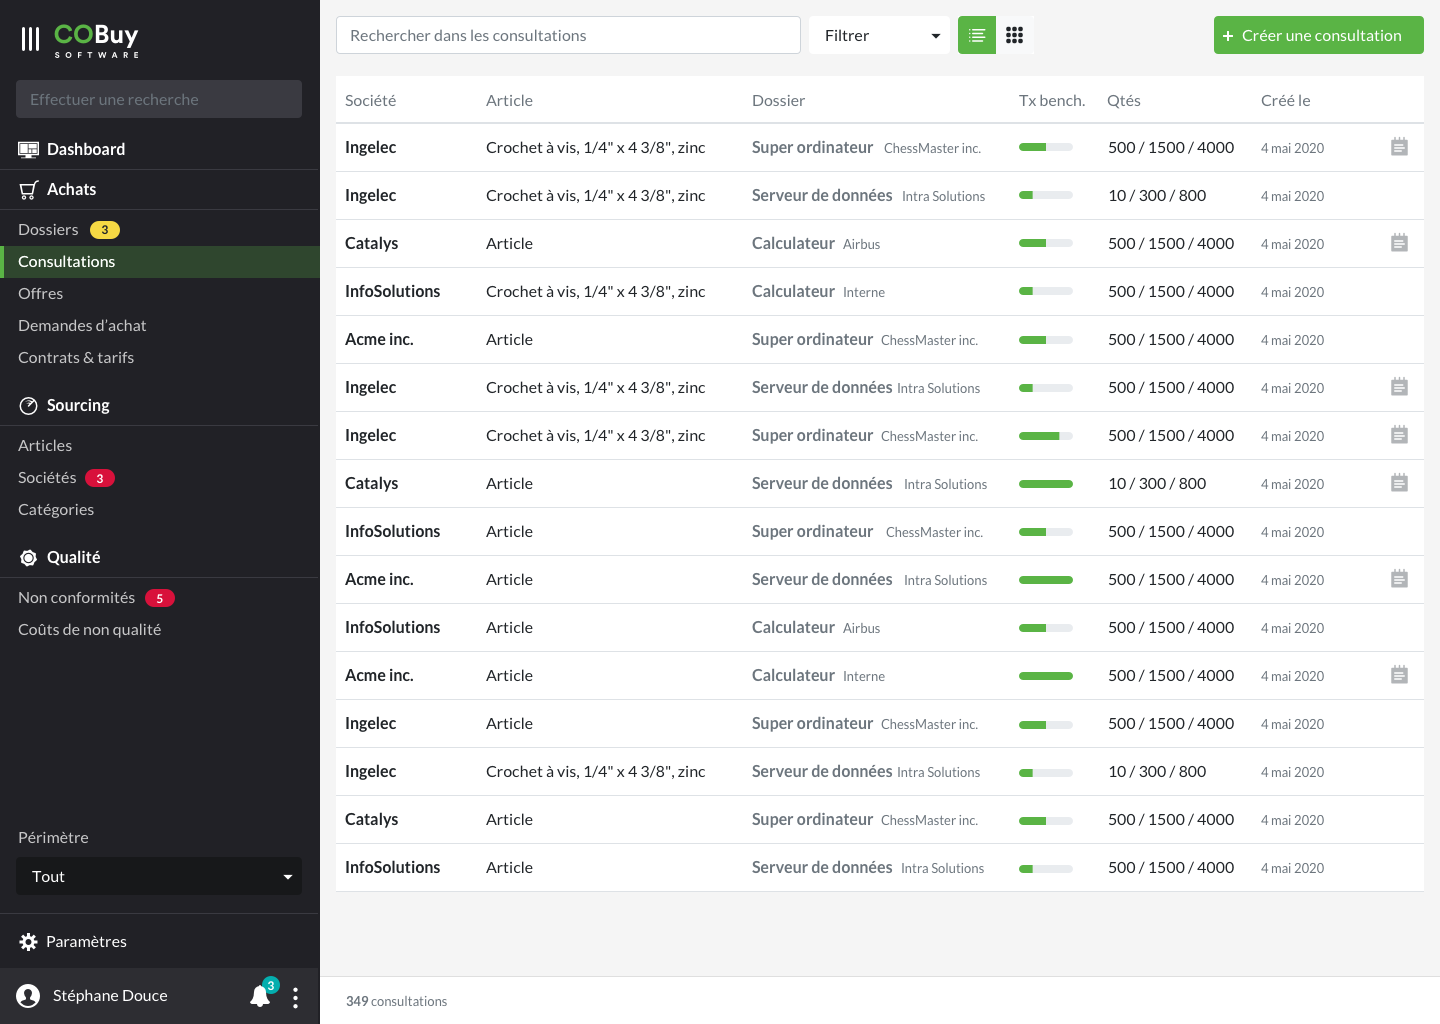 COBuy
SOFTWARE
Effectuer une recherche
Dashboard
Achats
Dossiers 3
Consultations
Offres
Demandes d’achat
Contrats & tarifs
Sourcing
Articles
Sociétés 3
Catégories
Qualité
Non conformités 5
Coûts de non qualité
Périmètre
Tout
Paramètres
Stéphane Douce 3
Rechercher dans les consultations Filtrer + Créer une consultation
Société Article Dossier Tx bench. Qtés Créé le
Ingelec Crochet à vis, 1/4" x 4 3/8", zinc Super ordinateur ChessMaster inc. 500 / 1500 / 4000 4 mai 2020
Ingelec Crochet à vis, 1/4" x 4 3/8", zinc Serveur de données Intra Solutions 10 / 300 / 800 4 mai 2020
Catalys Article Calculateur Airbus 500 / 1500 / 4000 4 mai 2020
InfoSolutions Crochet à vis, 1/4" x 4 3/8", zinc Calculateur Interne 500 / 1500 / 4000 4 mai 2020
Acme inc. Article Super ordinateur ChessMaster inc. 500 / 1500 / 4000 4 mai 2020
Ingelec Crochet à vis, 1/4" x 4 3/8", zinc Serveur de données Intra Solutions 500 / 1500 / 4000 4 mai 2020
Ingelec Crochet à vis, 1/4" x 4 3/8", zinc Super ordinateur ChessMaster inc. 500 / 1500 / 4000 4 mai 2020
Catalys Article Serveur de données Intra Solutions 10 / 300 / 800 4 mai 2020
InfoSolutions Article Super ordinateur ChessMaster inc. 500 / 1500 / 4000 4 mai 2020
Acme inc. Article Serveur de données Intra Solutions 500 / 1500 / 4000 4 mai 2020
InfoSolutions Article Calculateur Airbus 500 / 1500 / 4000 4 mai 2020
Acme inc. Article Calculateur Interne 500 / 1500 / 4000 4 mai 2020
Ingelec Article Super ordinateur ChessMaster inc. 500 / 1500 / 4000 4 mai 2020
Ingelec Crochet à vis, 1/4" x 4 3/8", zinc Serveur de données Intra Solutions 10 / 300 / 800 4 mai 2020
Catalys Article Super ordinateur ChessMaster inc. 500 / 1500 / 4000 4 mai 2020
InfoSolutions Article Serveur de données Intra Solutions 500 / 1500 / 4000 4 mai 2020
349 consultations